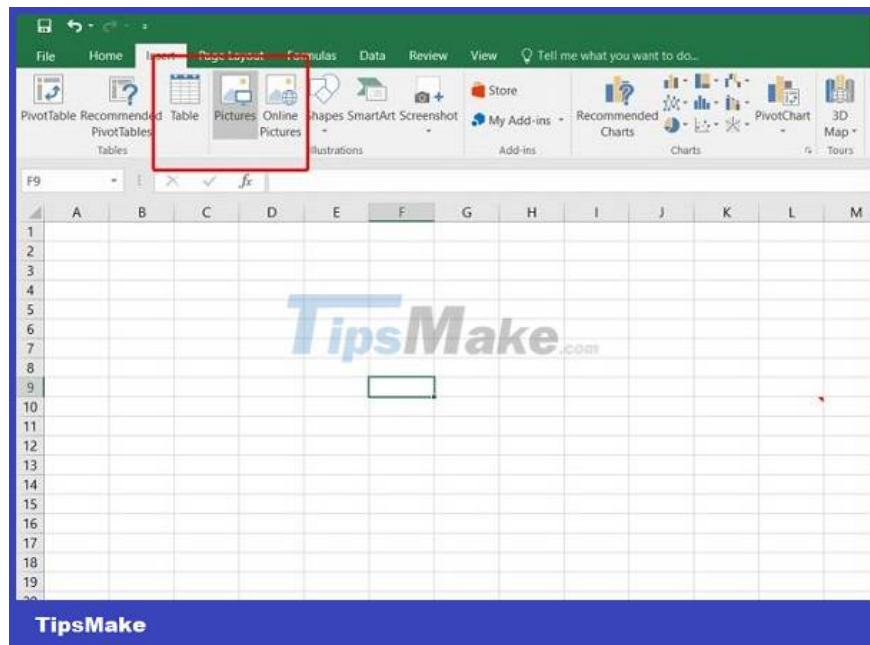 File Home Insert Page Layout Formulas Data Review View Tell me what you want to do...
PivotTable Recommended PivotTables
Table Pictures Online Pictures Shapes SmartArt Screenshot
Store
My Add-ins
Recommended Charts
PivotChart
3D Map
Tables Illustrations Add-ins Charts Tours
F9 fx
A B C D E F G H I J K L M
1
2
3
4
5
6
7
8
9
10
11
12
13
14
15
16
17
18
19
TipsMake.com
TipsMake